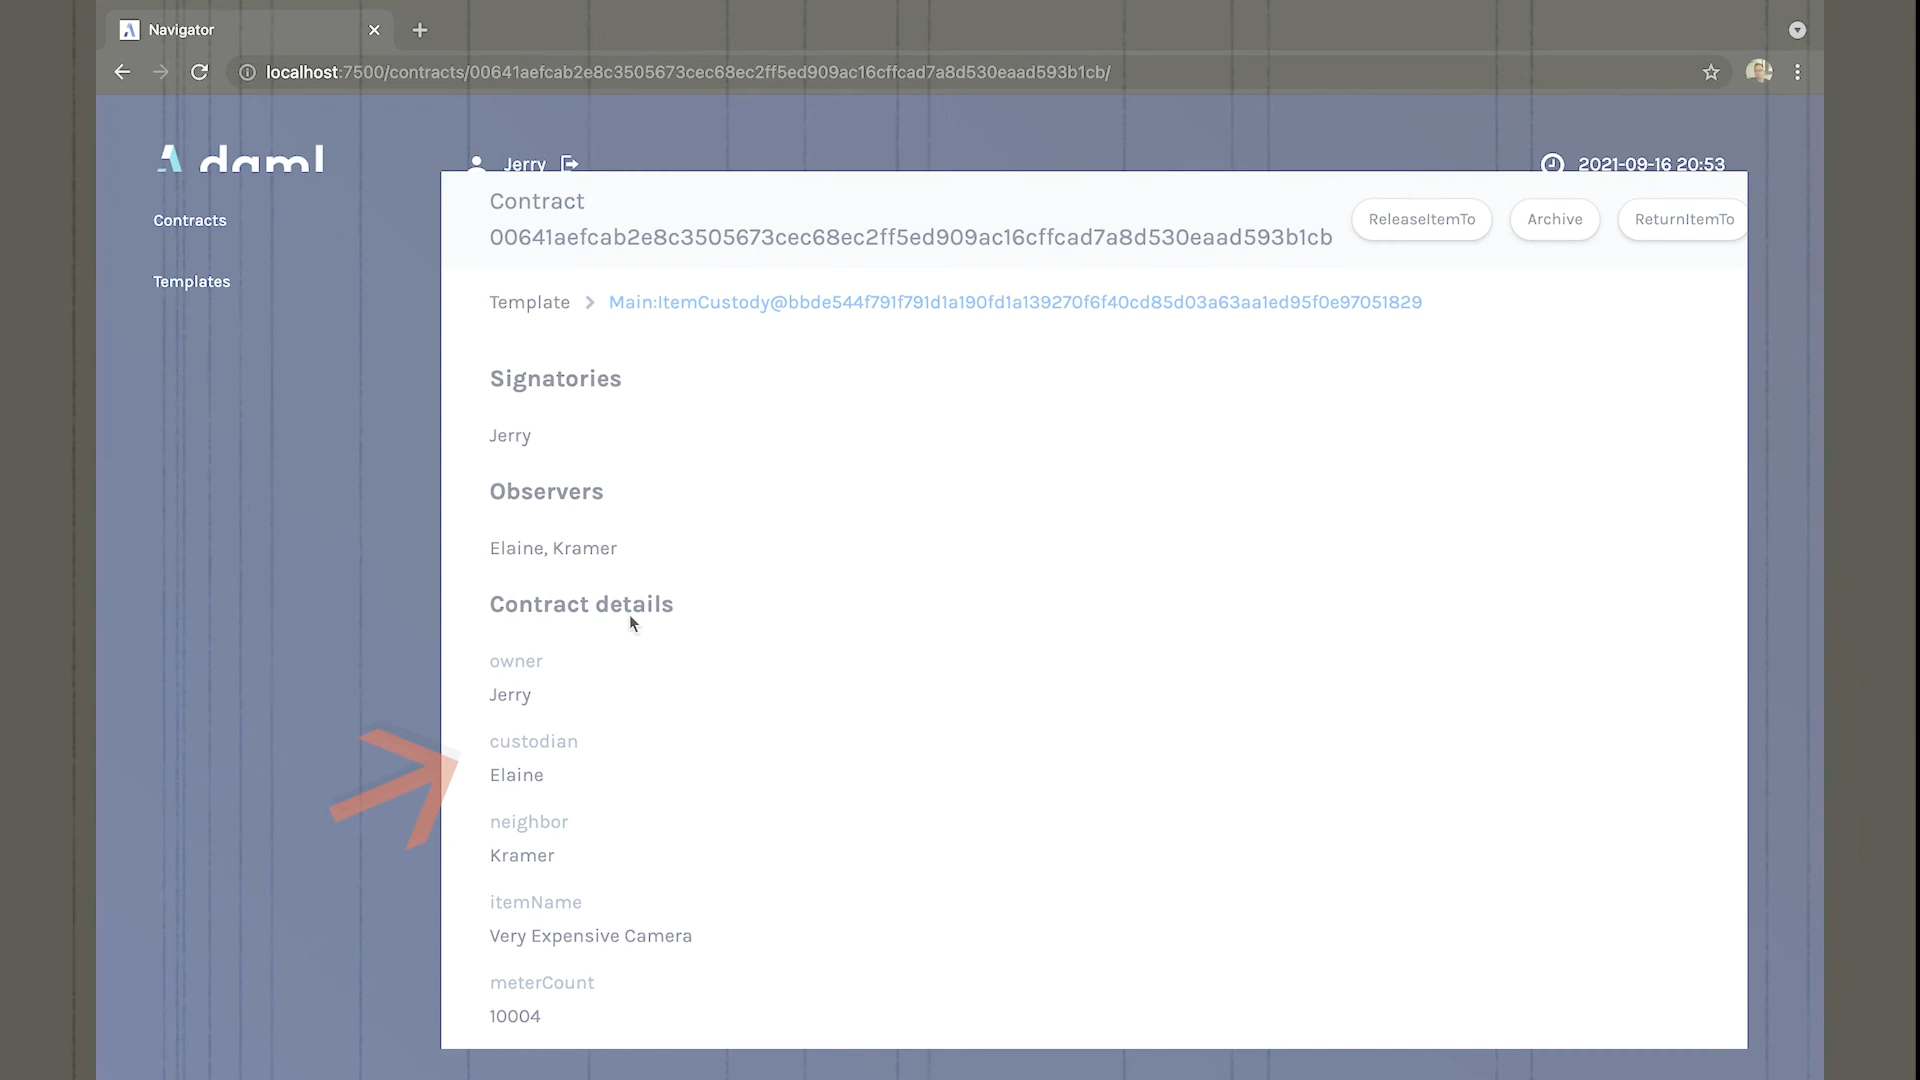 Navigator
localhost:7500/contracts/00641aefcab2e8c3505673cec68ec2ff5ed909ac16cffcad7a8d530eaad593b1cb/
daml
Jerry
2021-09-16 20:53
Contracts
Templates
Contract
00641aefcab2e8c3505673cec68ec2ff5ed909ac16cffcad7a8d530eaad593b1cb
ReleaseItemTo
Archive
ReturnItemTo
Template > Main:ItemCustody@bbde544f791f791d1a190fd1a139270f6f40cd85d03a63aa1ed95f0e97051829
Signatories
Jerry
Observers
Elaine, Kramer
Contract details
owner
Jerry
custodian
Elaine
neighbor
Kramer
itemName
Very Expensive Camera
meterCount
10004